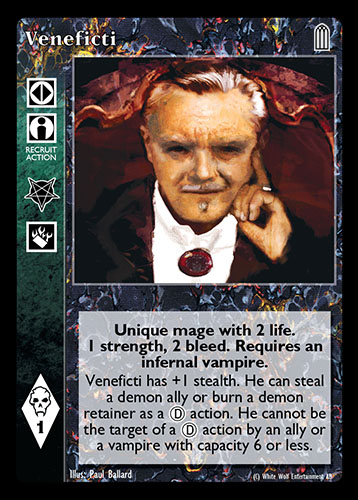 Veneficti
RECRUIT
ACTION
Unique mage with 2 life.
1 strength, 2 bleed. Requires an
infernal vampire.
Veneficti has +1 stealth. He can steal
a demon ally or burn a demon
retainer as a Ⓓ action. He cannot be
the target of a Ⓓ action by an ally or
a vampire with capacity 6 or less.
1
Illus: Paul Ballard
(C) White Wolf Entertainment AB